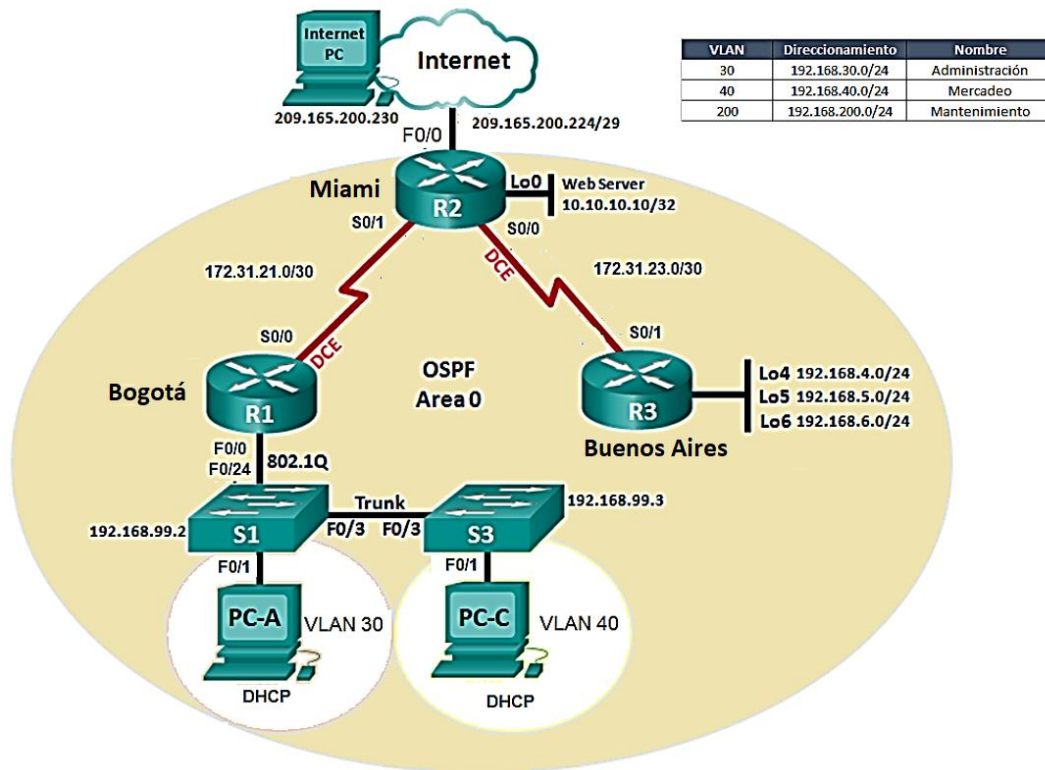 Internet
PC
Internet
209.165.200.230
F0/0
209.165.200.224/29
VLAN Direccionamiento Nombre
30 192.168.30.0/24 Administración
40 192.168.40.0/24 Mercadeo
200 192.168.200.0/24 Mantenimiento
Miami
R2
Lo0
Web Server
10.10.10.10/32
S0/1
S0/0
DCE
172.31.21.0/30
172.31.23.0/30
S0/0
DCE
S0/1
Bogotá
R1
OSPF
Area 0
R3
Buenos Aires
Lo4 192.168.4.0/24
Lo5 192.168.5.0/24
Lo6 192.168.6.0/24
F0/0
F0/24
802.1Q
Trunk
192.168.99.2
S1
F0/3
F0/3
S3
192.168.99.3
F0/1
F0/1
PC-A
VLAN 30
PC-C
VLAN 40
DHCP
DHCP